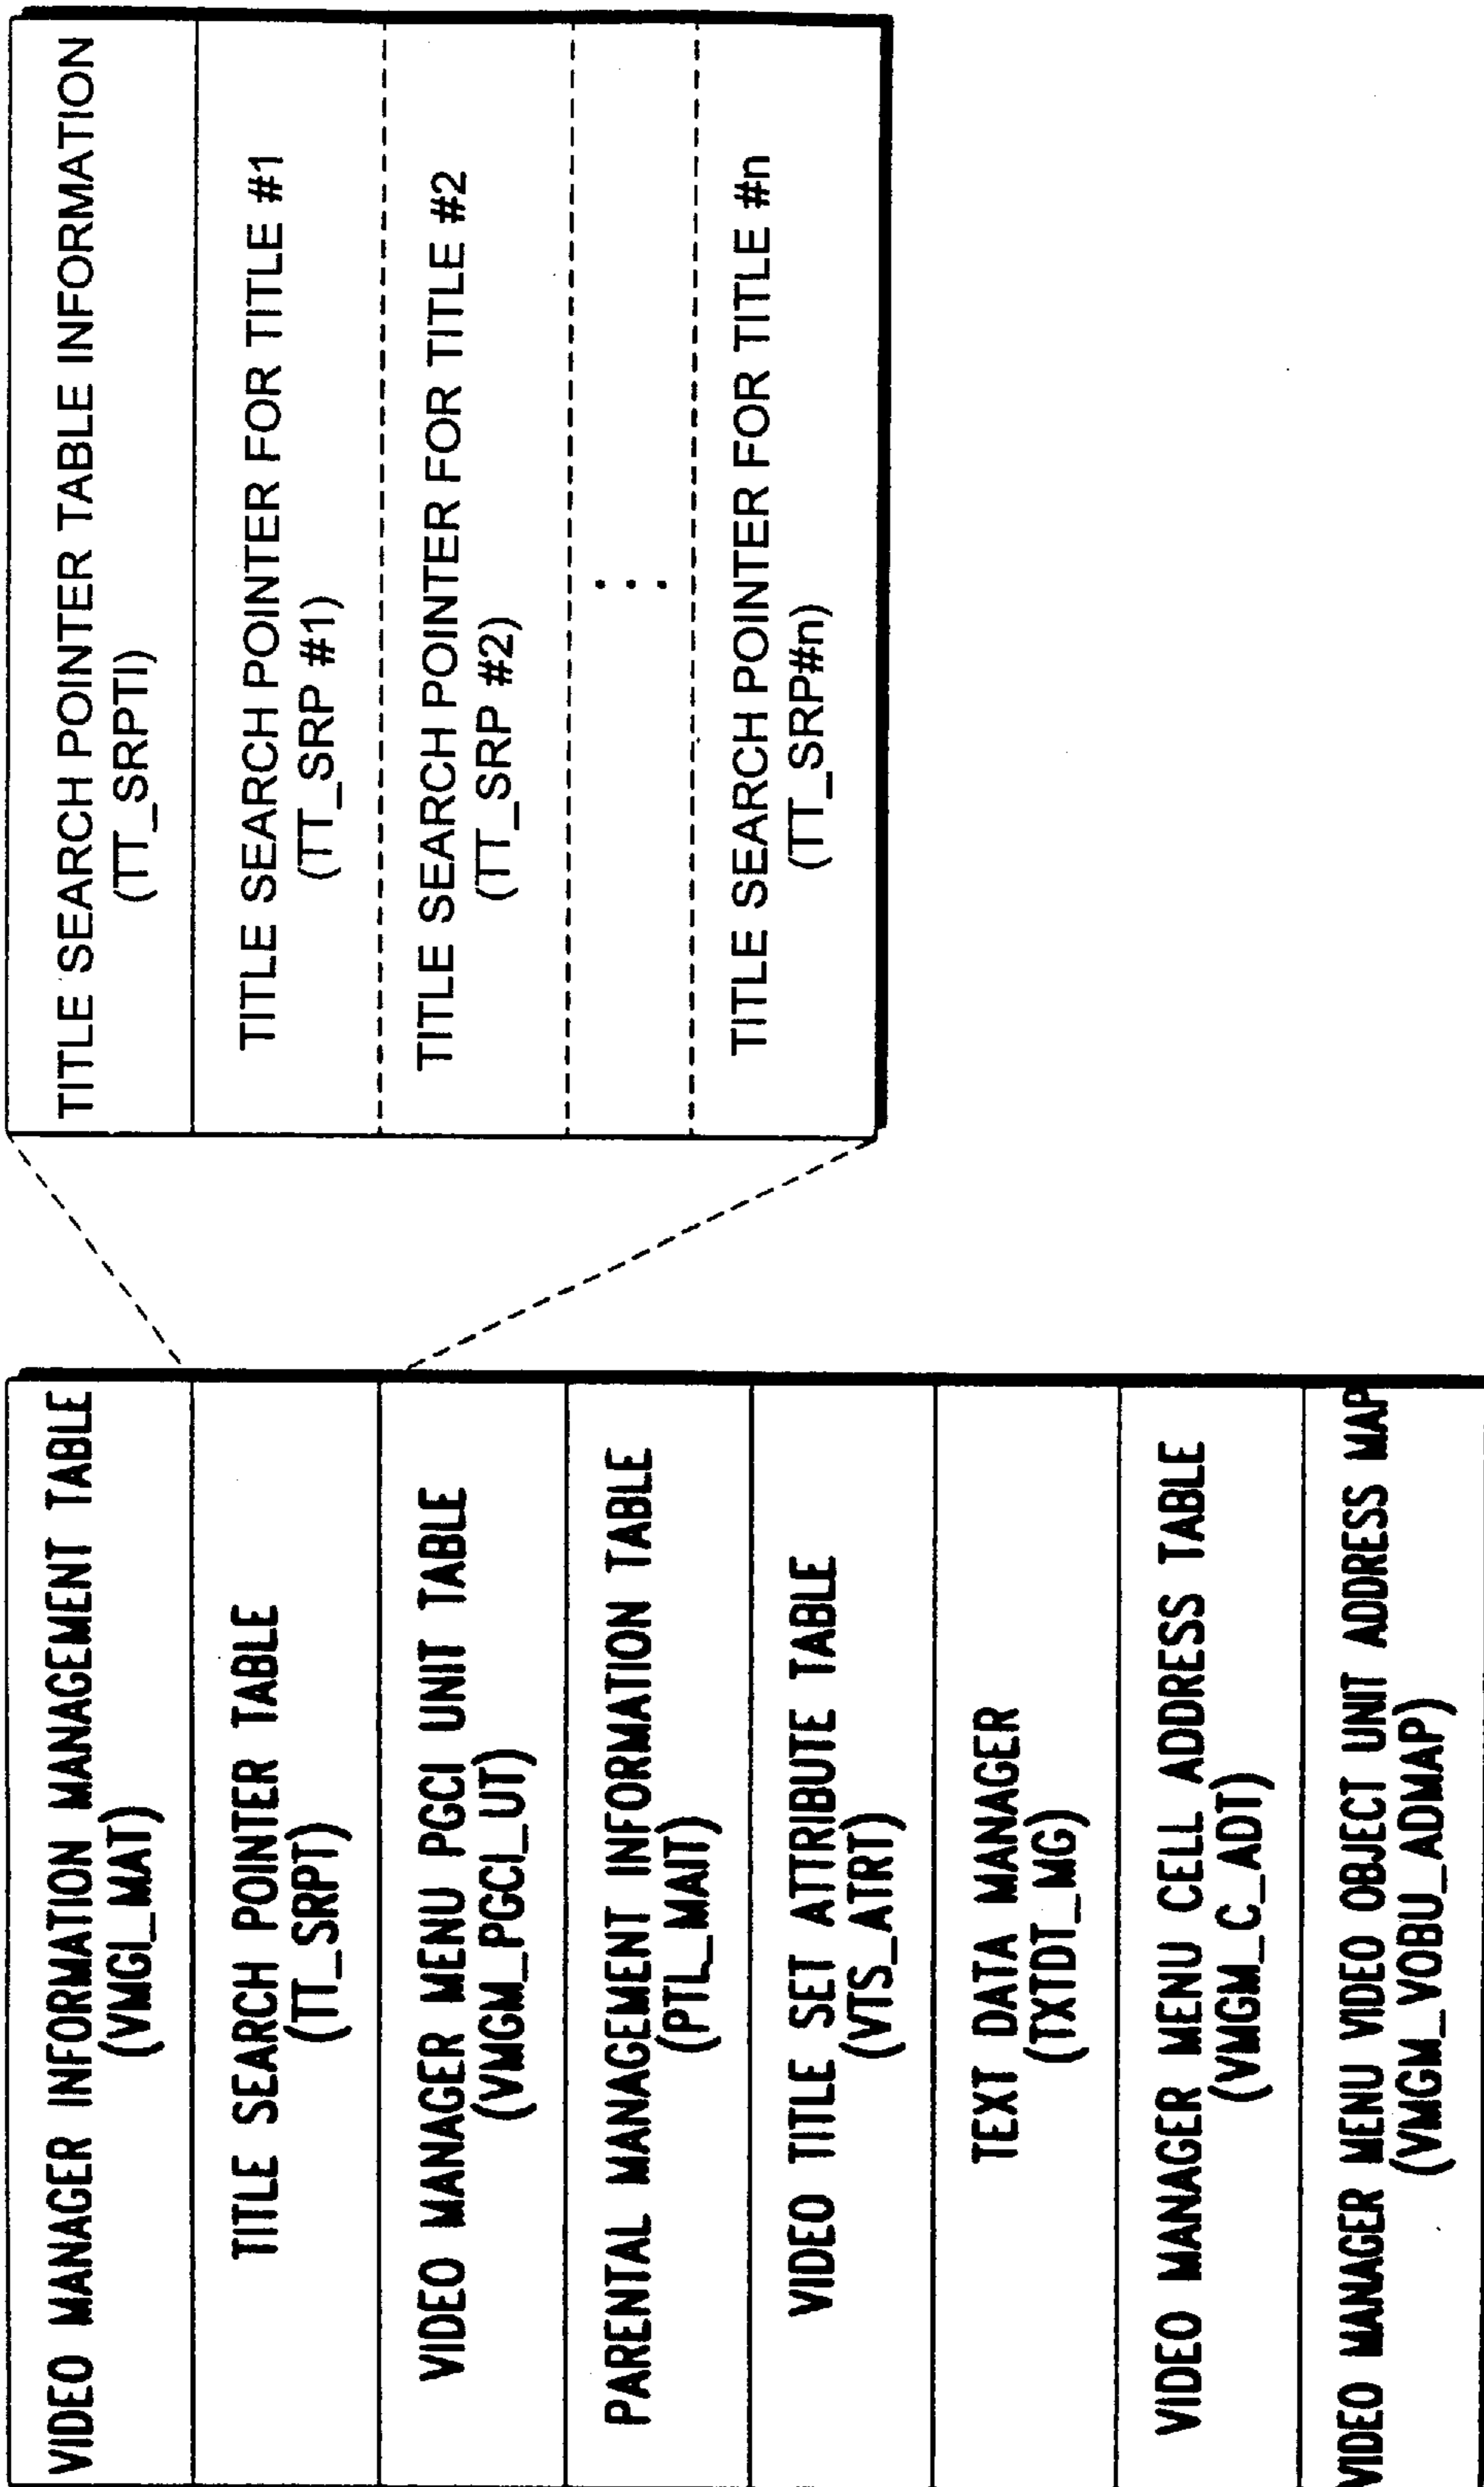 VIDEO MANAGER INFORMATION MANAGEMENT TABLE
(VMGI_MAT)
TITLE SEARCH POINTER TABLE
(TT_SRPT)
VIDEO MANAGER MENU PGCI UNIT TABLE
(VMGM_PGCI_UT)
PARENTAL MANAGEMENT INFORMATION TABLE
(PTL_MAIT)
VIDEO TITLE SET ATTRIBUTE TABLE
(VTS_ATRT)
TEXT DATA MANAGER
(TXTDT_MG)
VIDEO MANAGER MENU CELL ADDRESS TABLE
(VMGM_C_ADT)
VIDEO MANAGER MENU VIDEO OBJECT UNIT ADDRESS MAP
(VMGM_VOBU_ADMAP)
TITLE SEARCH POINTER TABLE INFORMATION
(TT_SRPTI)
TITLE SEARCH POINTER FOR TITLE #1
(TT_SRP #1)
TITLE SEARCH POINTER FOR TITLE #2
(TT_SRP #2)
⋮
TITLE SEARCH POINTER FOR TITLE #n
(TT_SRP#n)